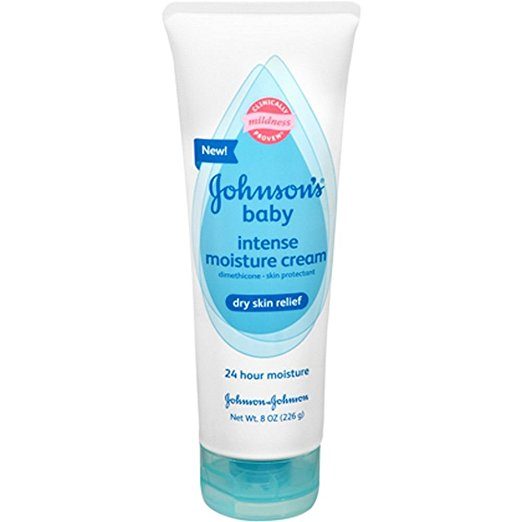 CLINICALLY
mildness
PROVEN*
New!
Johnson's®
baby
intense
moisture cream
dimethicone - skin protectant
dry skin relief
24 hour moisture
Johnson & Johnson
Net Wt. 8 OZ (226 g)